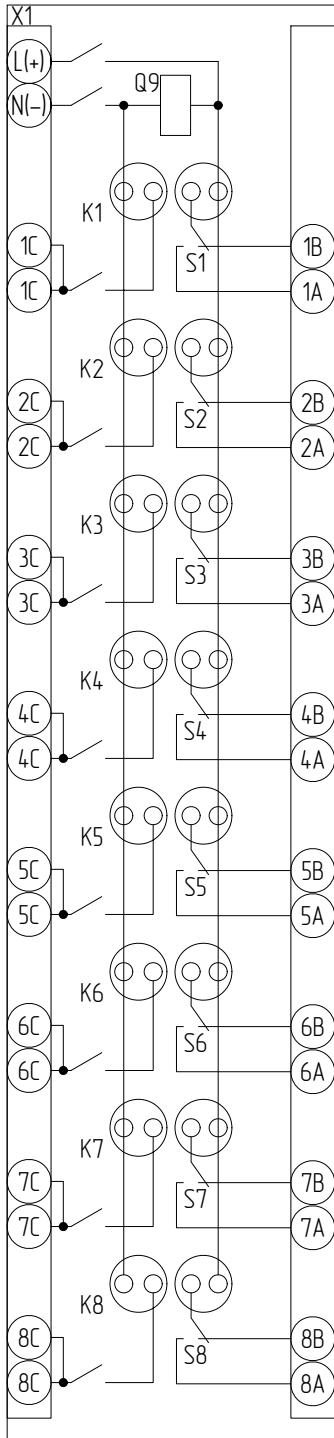 X1
L(+)
Q9
N(−)
K1
1C S1 1B
1C 1A
K2
2C S2 2B
2C 2A
K3
3C S3 3B
3C 3A
K4
4C S4 4B
4C 4A
K5
5C S5 5B
5C 5A
K6
6C S6 6B
6C 6A
K7
7C S7 7B
7C 7A
K8
8C S8 8B
8C 8A